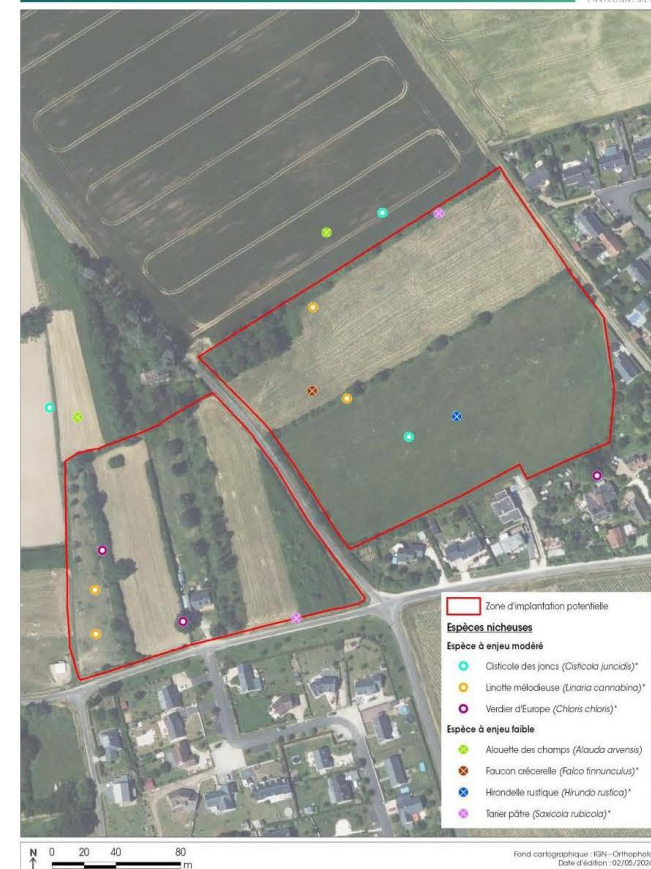 Zone d'implantation potentielle
Espèces nicheuses
Espèce à enjeu modéré
Cisticole des joncs (Cisticola juncidis)*
Linotte mélodieuse (Linaria cannabina)*
Verdier d'Europe (Chloris chloris)*
Espèce à enjeu faible
Alouette des champs (Alauda arvensis)
Faucon crécerelle (Falco tinnunculus)*
Hirondelle rustique (Hirundo rustica)*
Tarier pâtre (Saxicola rubicola)*
N 0 20 40 80
m
Fond cartographique : IGN - Orthophoto
Date d'édition : 02/05/2024